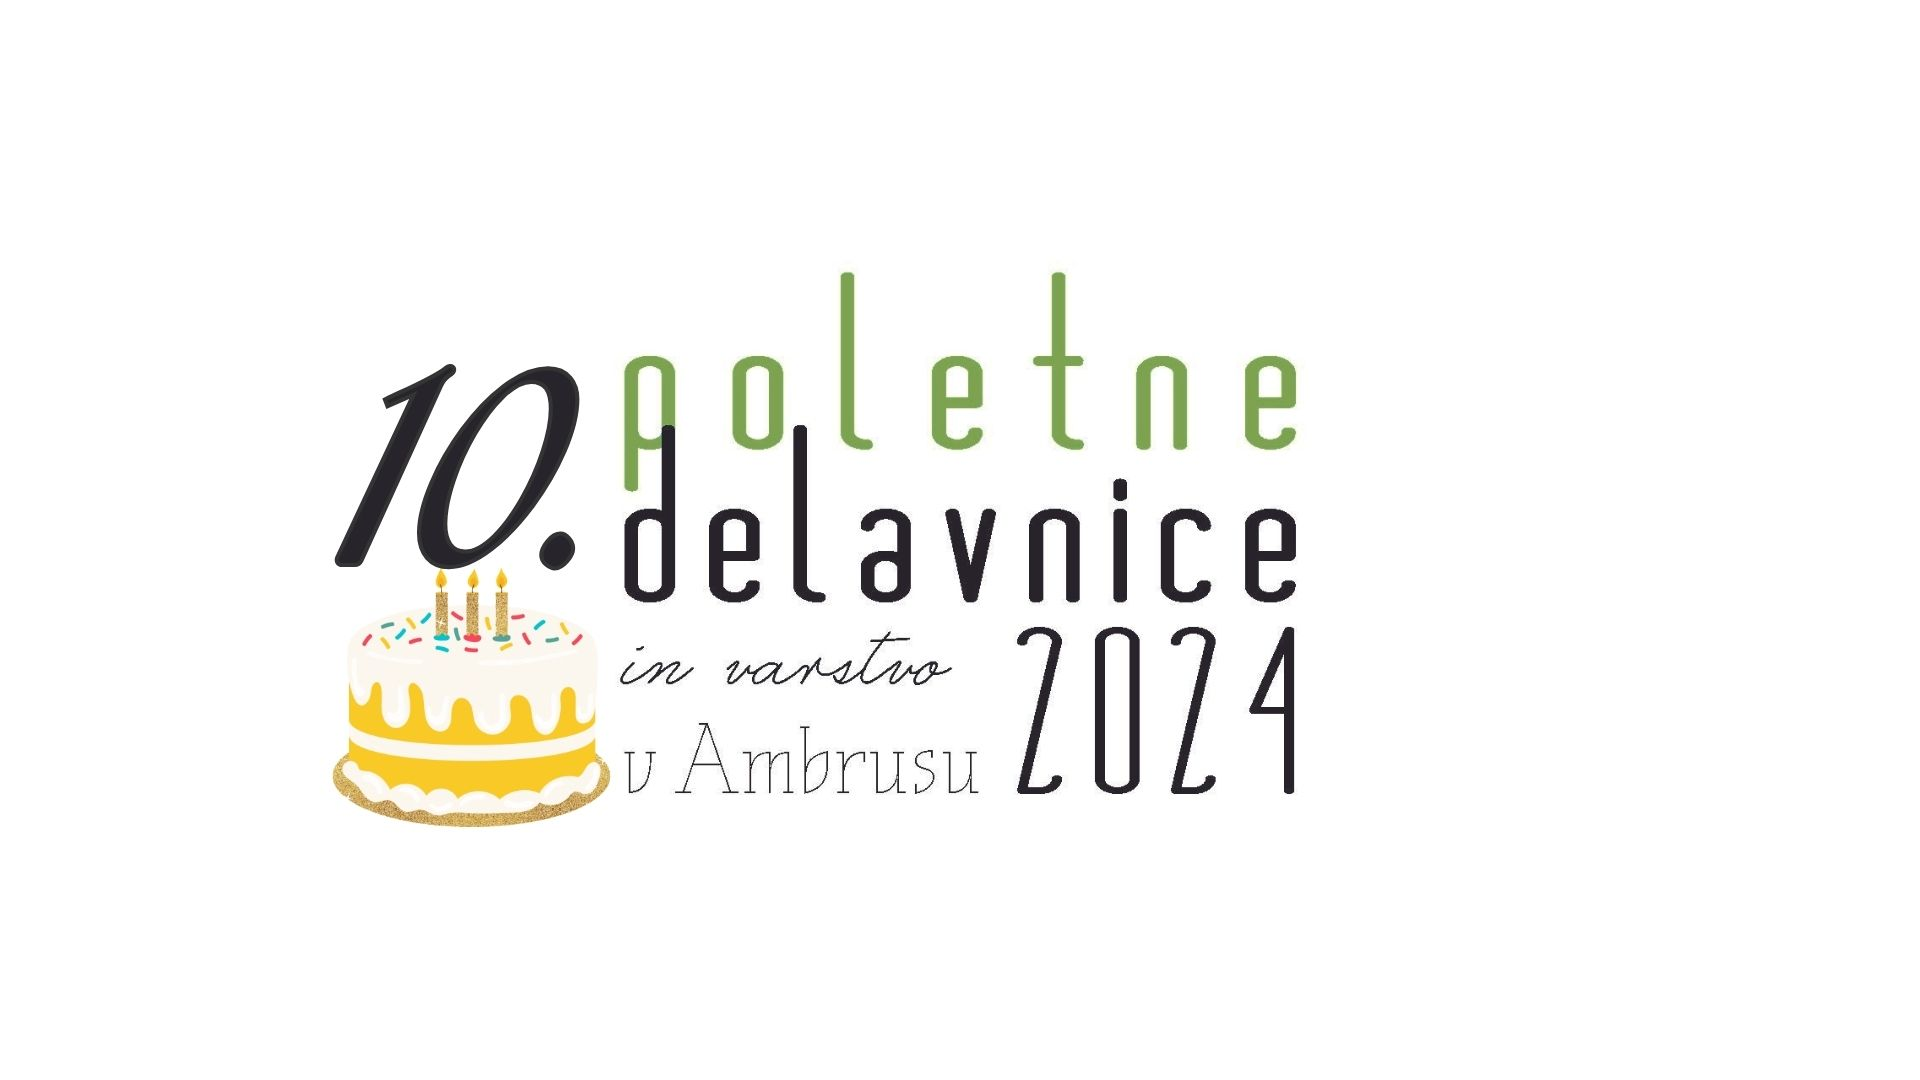 10. poletne
delavnice
in varstvo
v Ambrusu 2024